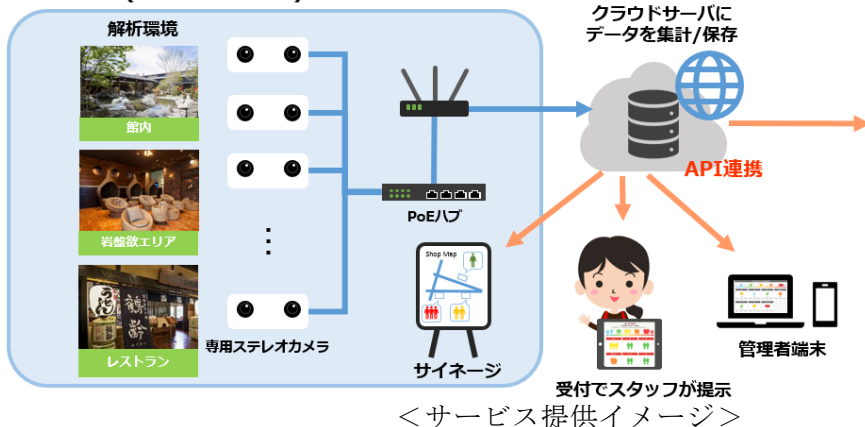 解析環境
館内
岩盤欲エリア
レストラン
専用ステレオカメラ
PoEハブ
Shop Map
サイネージ
クラウドサーバに
データを集計/保存
API連携
受付でスタッフが提示
管理者端末
＜サービス提供イメージ＞